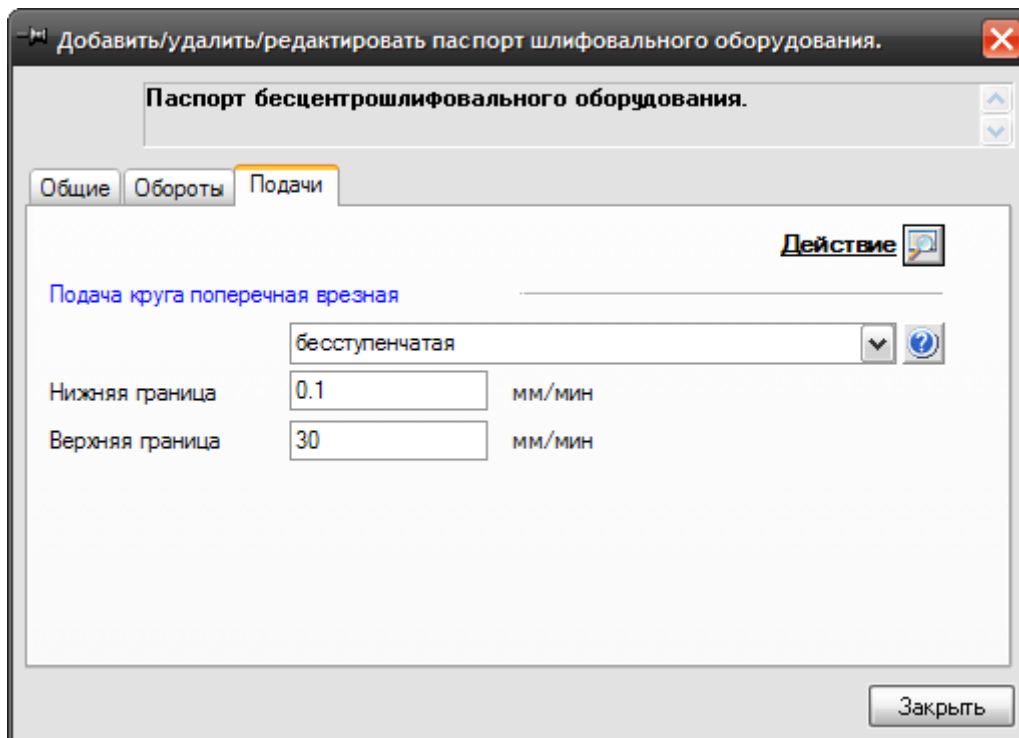 Добавить/удалить/редактировать паспорт шлифовального оборудования.
Паспорт бесцентрошлифовального оборудования.
Общие Обороты Подачи
Действие
Подача круга поперечная врезная
бесступенчатая
Нижняя граница 0.1 мм/мин
Верхняя граница 30 мм/мин
Закрыть